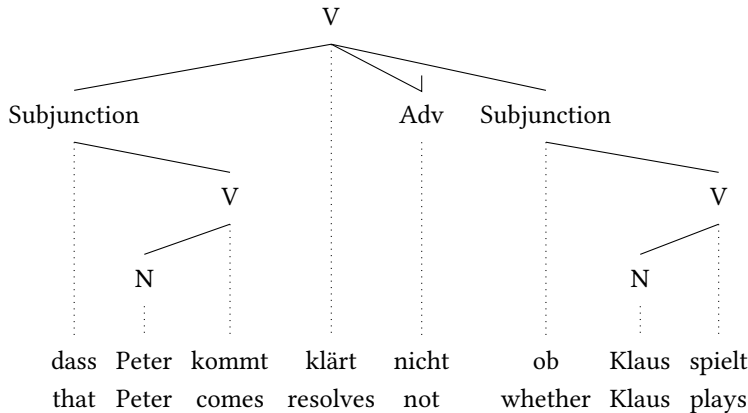 V
Subjunction Adv Subjunction
V V
N N
dass Peter kommt klärt nicht ob Klaus spielt
that Peter comes resolves not whether Klaus plays